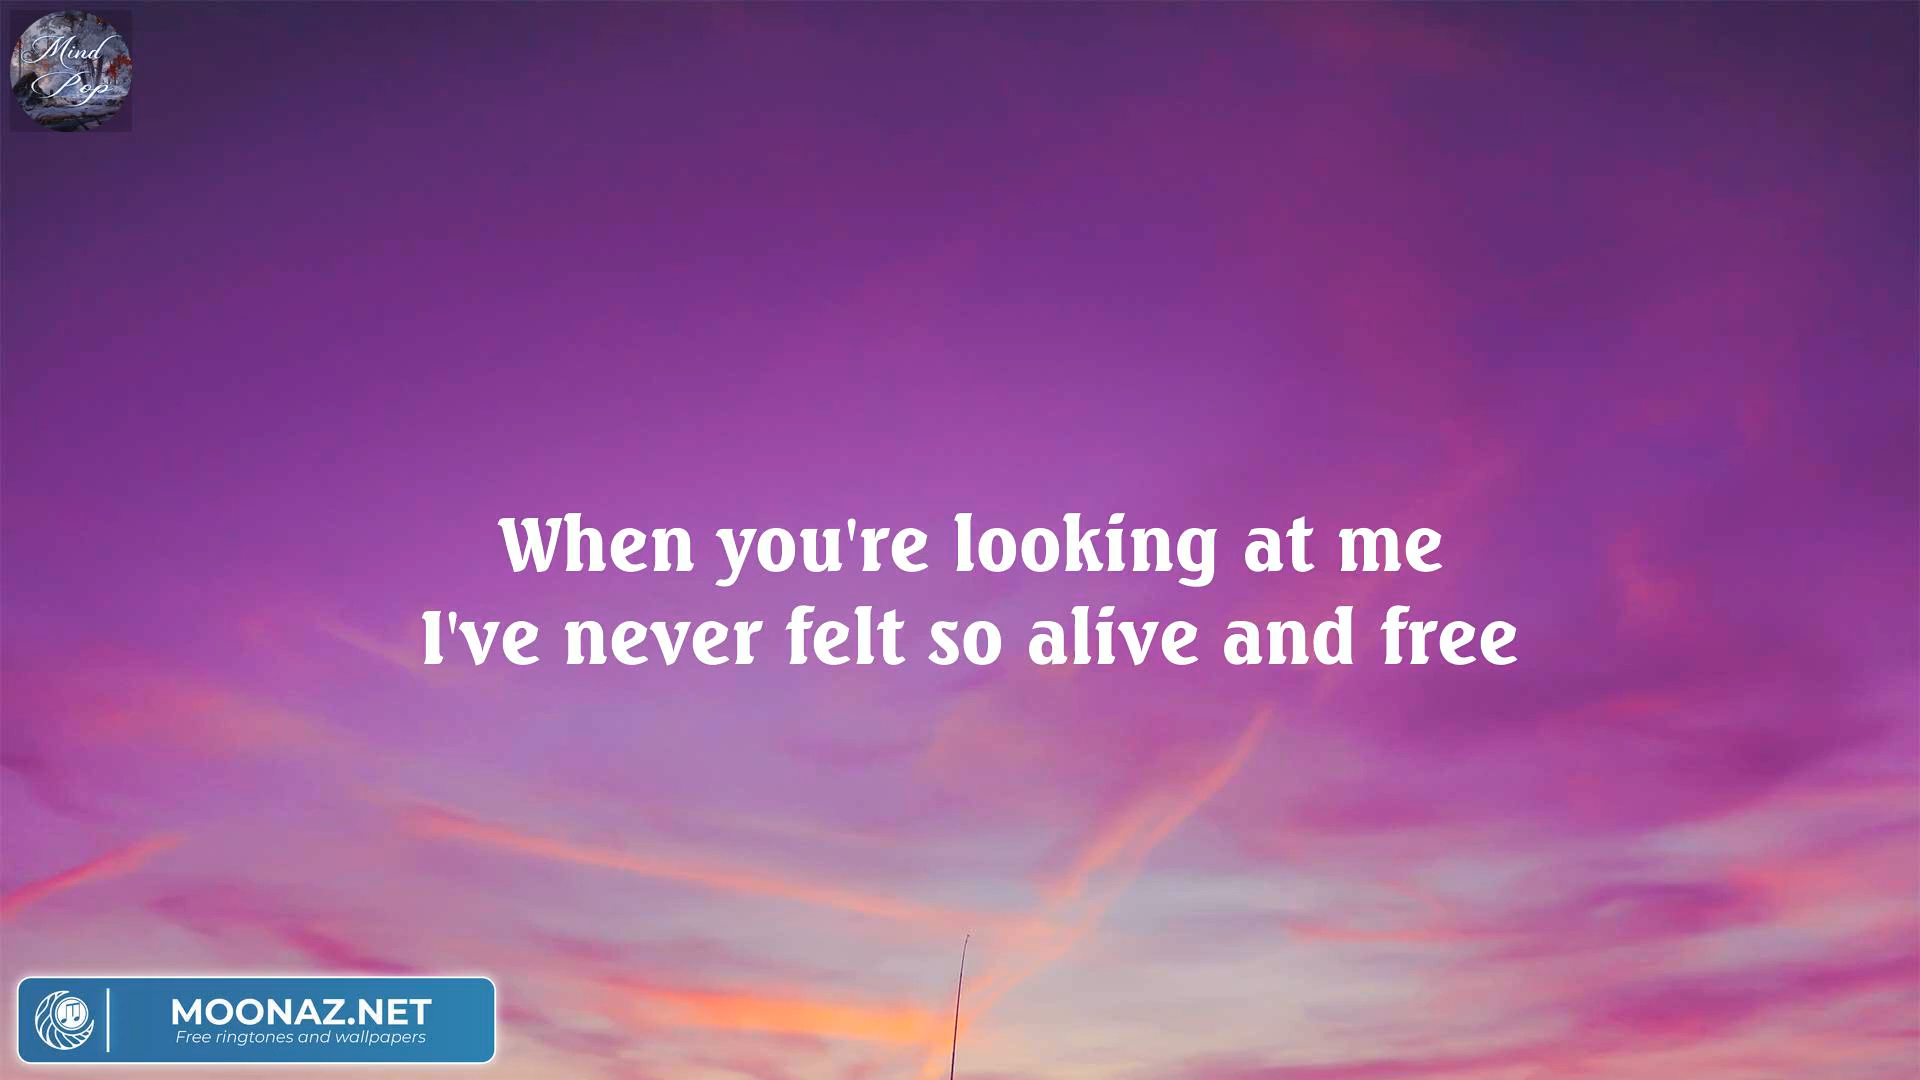 Mind
Pop
When you're looking at me
I've never felt so alive and free
MOONAZ.NET
Free ringtones and wallpapers